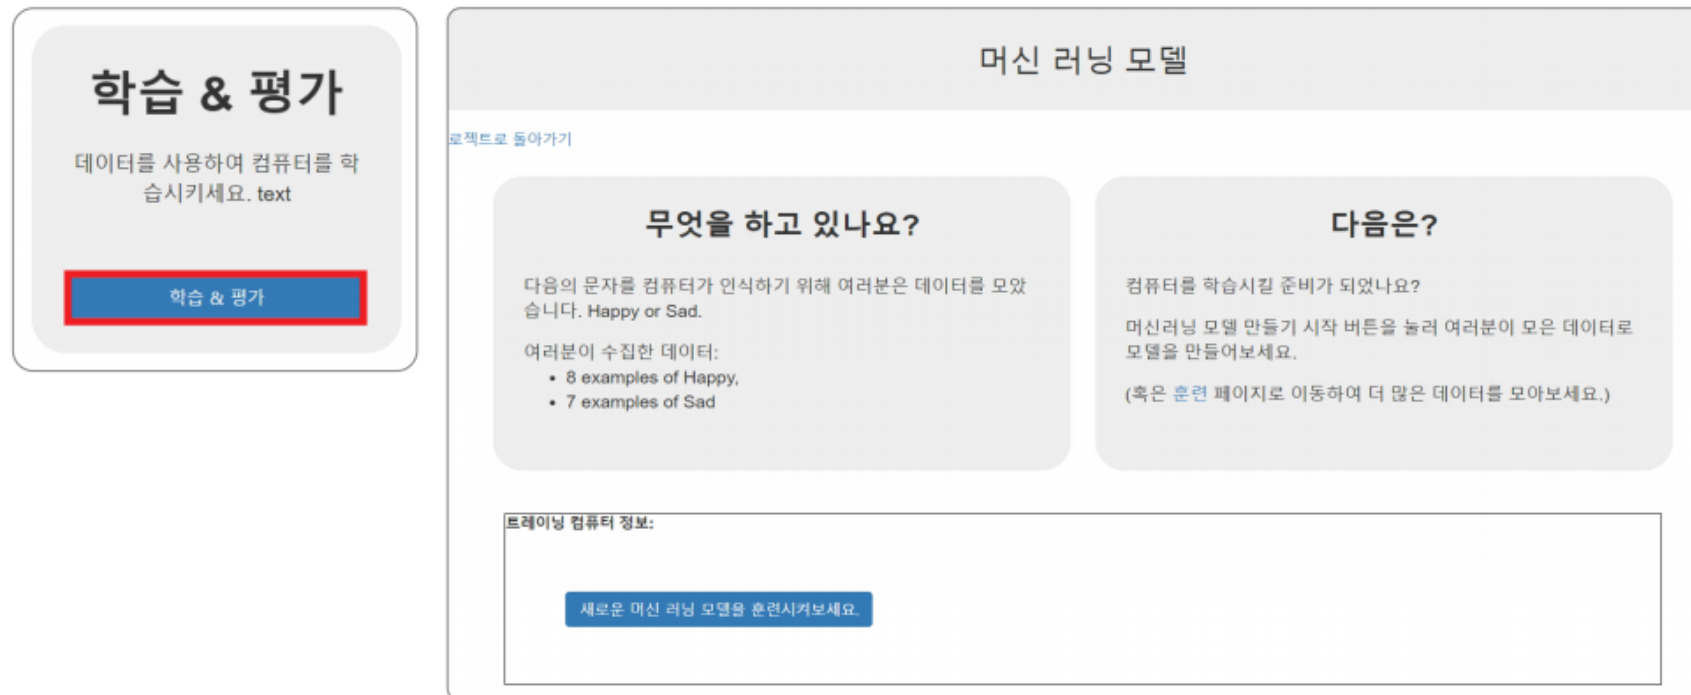 학습 & 평가
데이터를 사용하여 컴퓨터를 학
습시키세요. text
학습 & 평가
머신 러닝 모델
로젝트로 돌아가기
무엇을 하고 있나요?
다음의 문자를 컴퓨터가 인식하기 위해 여러분은 데이터를 모았
습니다. Happy or Sad.
여러분이 수집한 데이터:
• 8 examples of Happy,
• 7 examples of Sad
다음은?
컴퓨터를 학습시킬 준비가 되었나요?
머신러닝 모델 만들기 시작 버튼을 눌러 여러분이 모은 데이터로
모델을 만들어보세요.
(혹은 훈련 페이지로 이동하여 더 많은 데이터를 모아보세요.)
트레이닝 컴퓨터 정보:
새로운 머신 러닝 모델을 훈련시켜보세요.